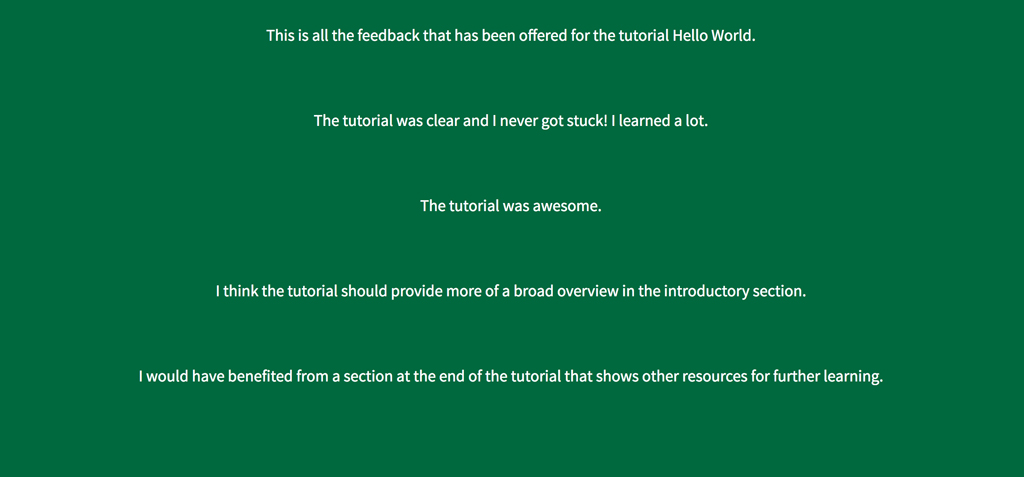 This is all the feedback that has been offered for the tutorial Hello World.
The tutorial was clear and I never got stuck! I learned a lot.
The tutorial was awesome.
I think the tutorial should provide more of a broad overview in the introductory section.
I would have benefited from a section at the end of the tutorial that shows other resources for further learning.